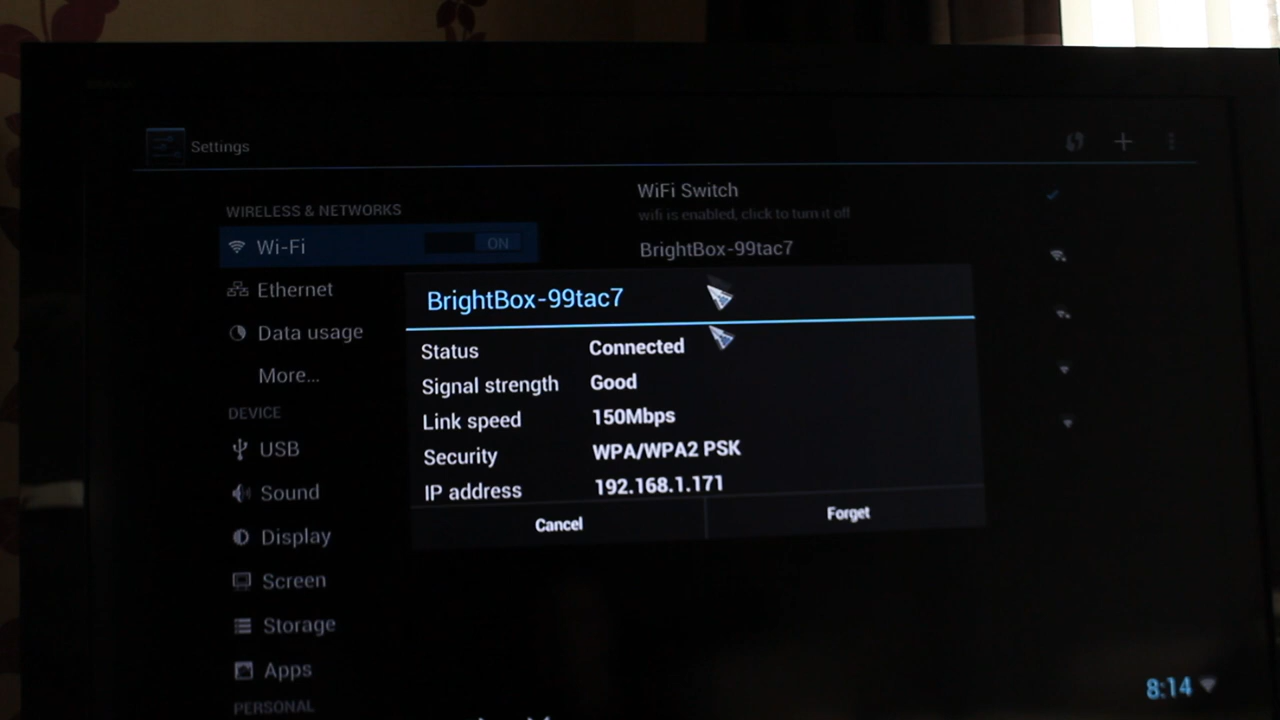 Settings
WIRELESS & NETWORKS
Wi-Fi ON
Ethernet
Data usage
More...
DEVICE
USB
Sound
Display
Screen
Storage
Apps
PERSONAL
WiFi Switch
wifi is enabled, click to turn it off
BrightBox-99tac7
BrightBox-99tac7
Status Connected
Signal strength Good
Link speed 150Mbps
Security WPA/WPA2 PSK
IP address 192.168.1.171
Cancel Forget
8:14